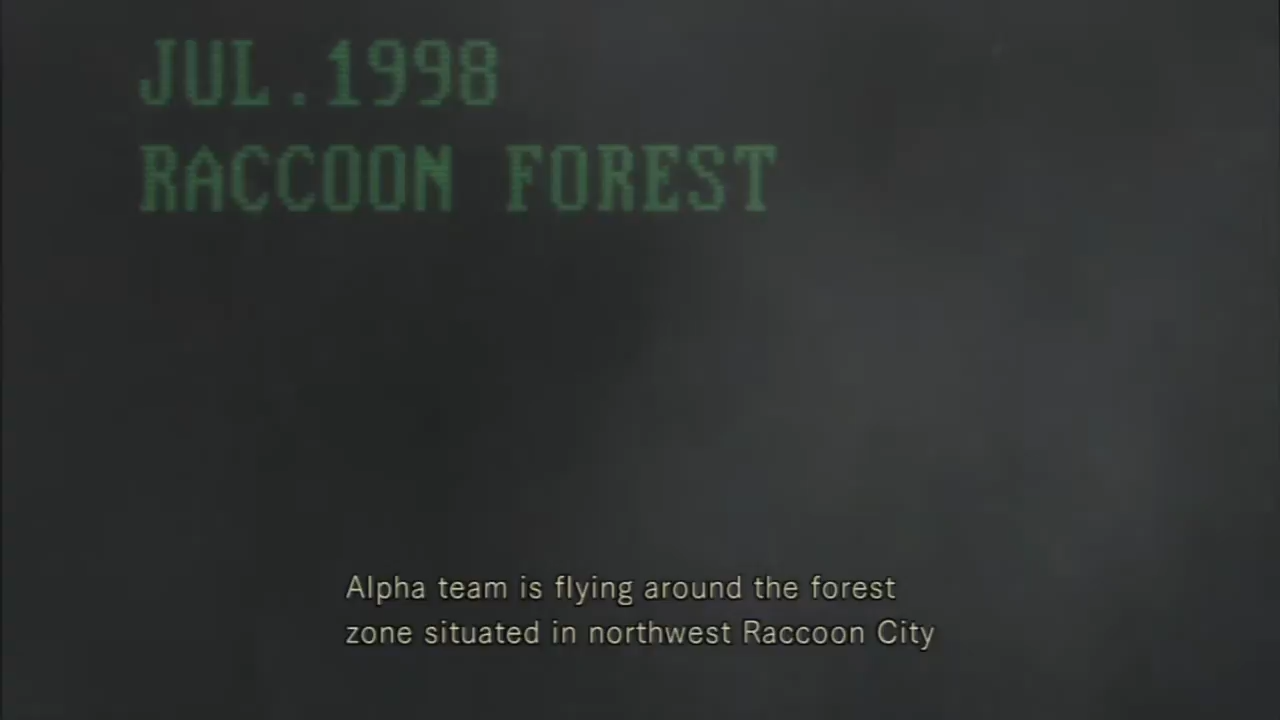 JUL.1998
RACCOON FOREST
Alpha team is flying around the forest
zone situated in northwest Raccoon City